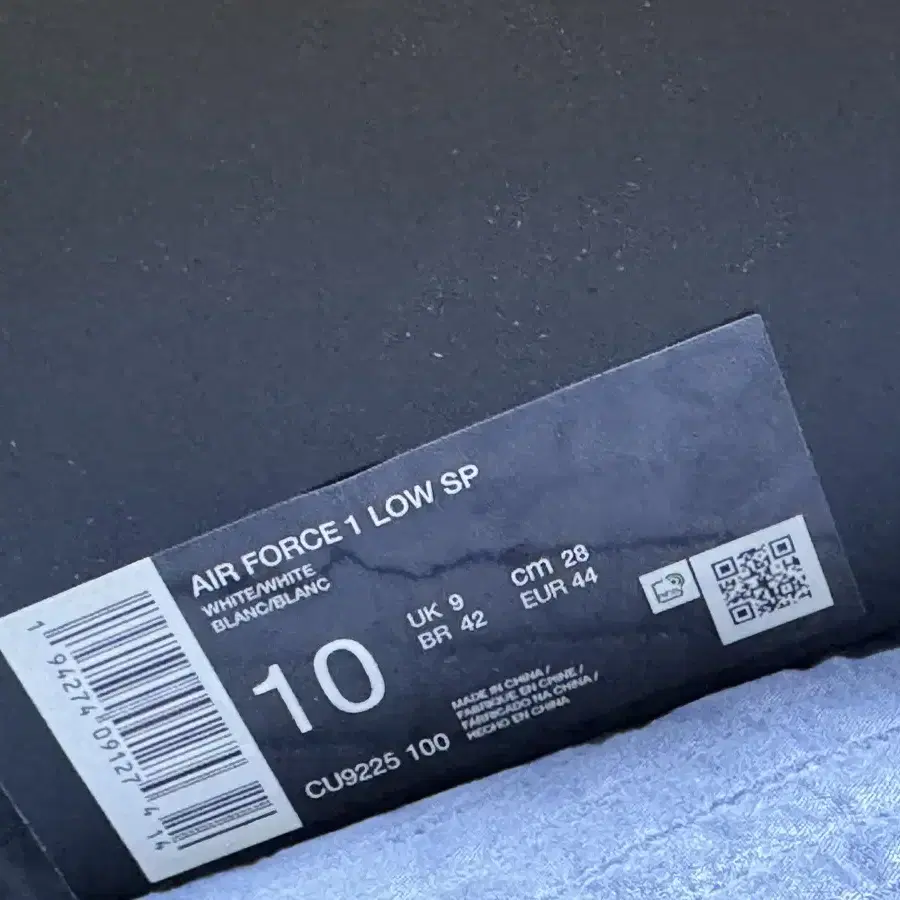 AIR FORCE 1 LOW SP
WHITE/WHITE
BLANC/BLANC
10
UK 9
BR 42
cm 28
EUR 44
CU9225 100
MADE IN CHINA /
FABRIQUE EN CHINE /
FABRICADO NA CHINA /
HECHO EN CHINA
1 94274 09127 4 14